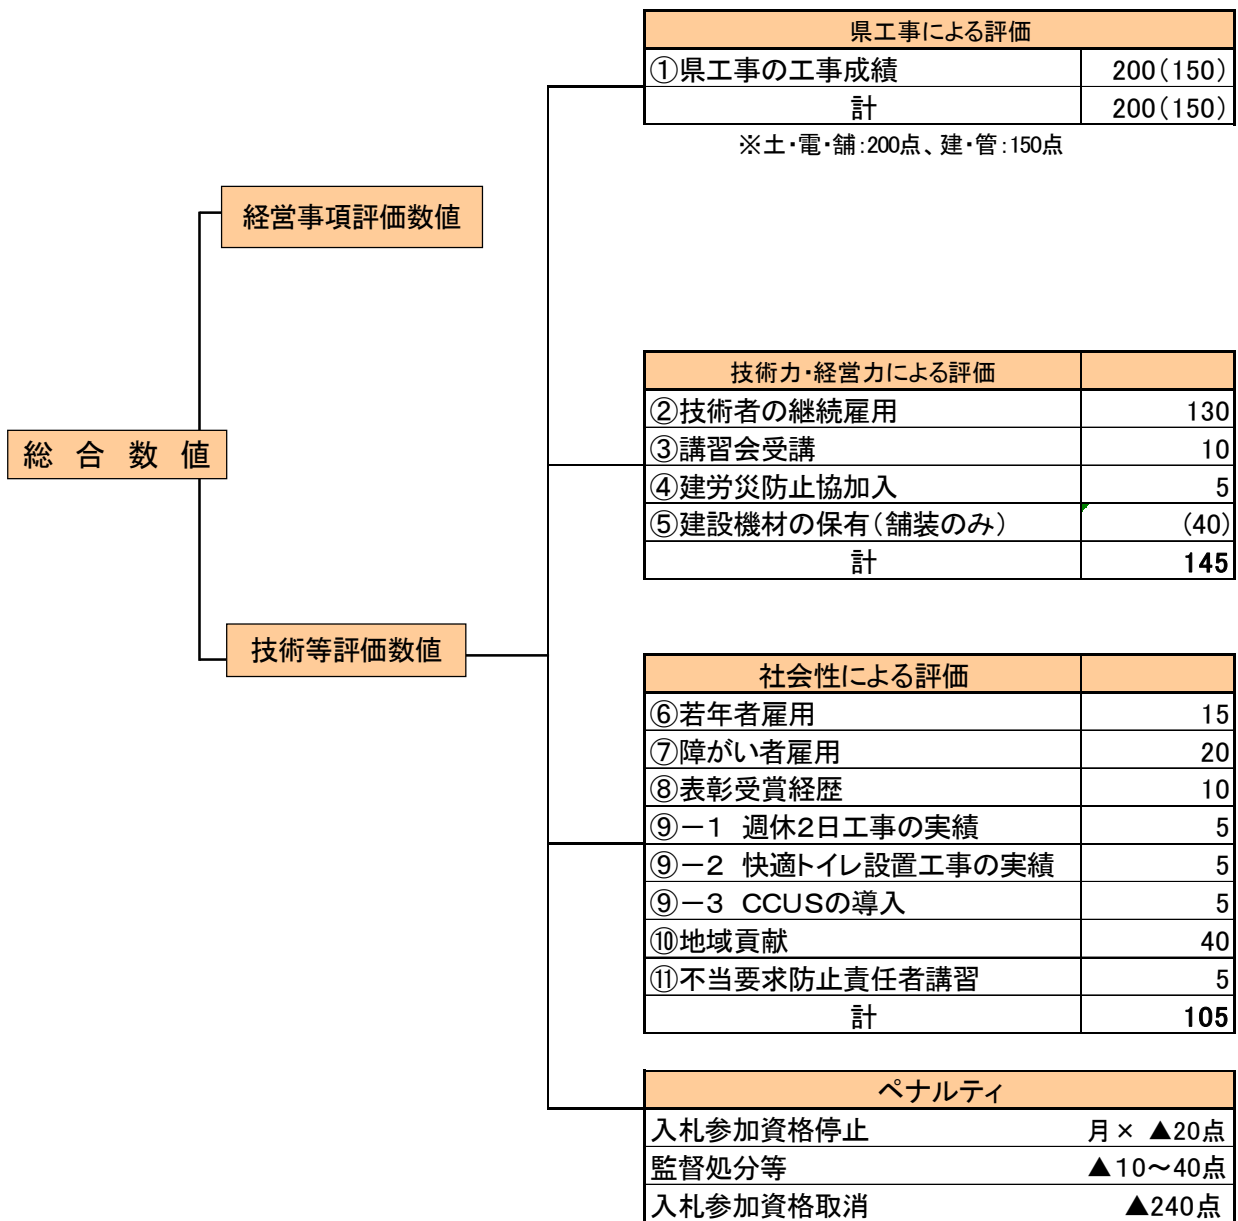 県工事による評価
①県工事の工事成績 200(150)
計 200(150)
※土・電・舗：200点、建・管：150点
経営事項評価数値
総合数値
技術等評価数値
技術力・経営力による評価
②技術者の継続雇用 130
③講習会受講 10
④建労災防止協加入 5
⑤建設機材の保有（舗装のみ） (40)
計 145
社会性による評価
⑥若年者雇用 15
⑦障がい者雇用 20
⑧表彰受賞経歴 10
⑨－１ 週休２日工事の実績 5
⑨－２ 快適トイレ設置工事の実績 5
⑨－３ ＣＣＵＳの導入 5
⑩地域貢献 40
⑪不当要求防止責任者講習 5
計 105
ペナルティ
入札参加資格停止 月× ▲20点
監督処分等 ▲10～40点
入札参加資格取消 ▲240点